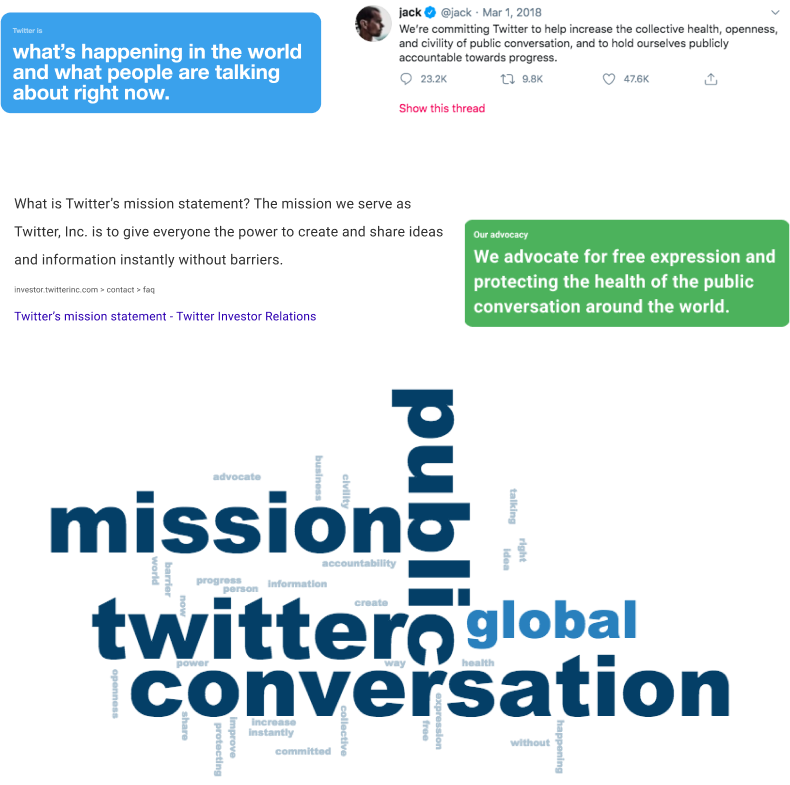 Twitter is
what's happening in the world
and what people are talking
about right now.
jack @jack · Mar 1, 2018
We're committing Twitter to help increase the collective health, openness,
and civility of public conversation, and to hold ourselves publicly
accountable towards progress.
23.2K 9.8K 47.6K
Show this thread
What is Twitter's mission statement? The mission we serve as
Twitter, Inc. is to give everyone the power to create and share ideas
and information instantly without barriers.
investor.twitterinc.com > contact > faq
Twitter's mission statement - Twitter Investor Relations
Our advocacy
We advocate for free expression and
protecting the health of the public
conversation around the world.
public
advocate
business
civility
talking
mission
right
idea
accountability
world
barrier
progress
person
information
now
create
twitter
global
power
way
health
openness
conversation
share
protecting
improve
increase
instantly
committed
collective
free
expression
without
happening